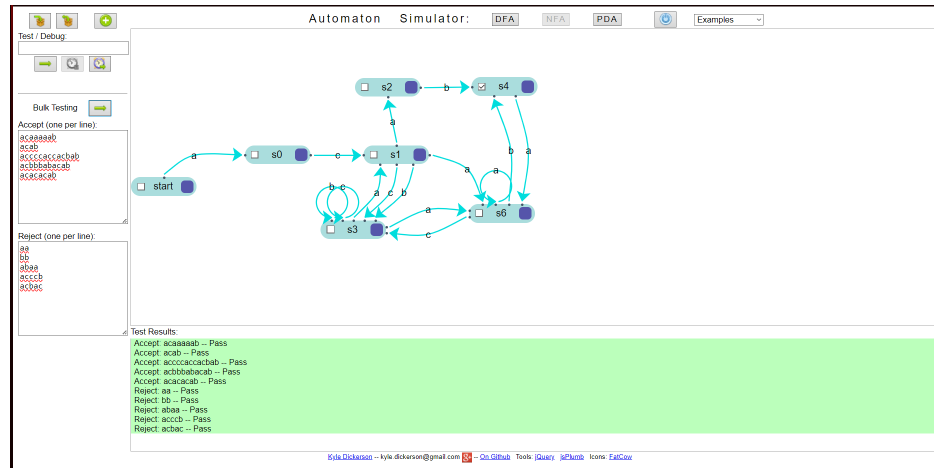 Automaton Simulator: DFA NFA PDA Examples
Test / Debug:
Bulk Testing
Accept (one per line):
acaaaaab
acab
accccaccacbab
acbbbabacab
acacacab
Reject (one per line):
aa
bb
abaa
acccb
acbac
s2
b
s4
a
a
s0
c
s1
b
a
start
a
a
b
c
a
c
b
s3
a
c
s6
Test Results:
Accept: acaaaaab -- Pass
Accept: acab -- Pass
Accept: accccaccacbab -- Pass
Accept: acbbbabacab -- Pass
Accept: acacacab -- Pass
Reject: aa -- Pass
Reject: bb -- Pass
Reject: abaa -- Pass
Reject: acccb -- Pass
Reject: acbac -- Pass
Kyle Dickerson -- kyle.dickerson@gmail.com g+ -- On Github Tools: jQuery jsPlumb Icons: FatCow